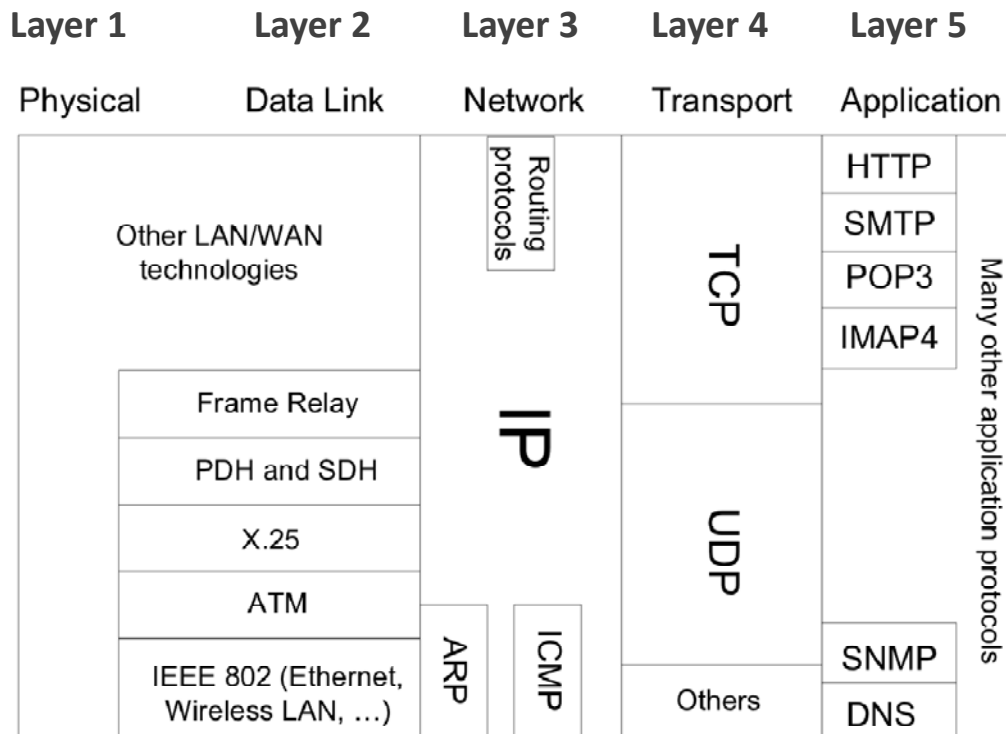 Layer 1 Layer 2 Layer 3 Layer 4 Layer 5
Physical Data Link Network Transport Application
Other LAN/WAN
technologies
Frame Relay
PDH and SDH
X.25
ATM
IEEE 802 (Ethernet,
Wireless LAN, ...)
Routing
protocols
IP
ARP
ICMP
TCP
UDP
Others
HTTP
SMTP
POP3
IMAP4
SNMP
DNS
Many other application protocols